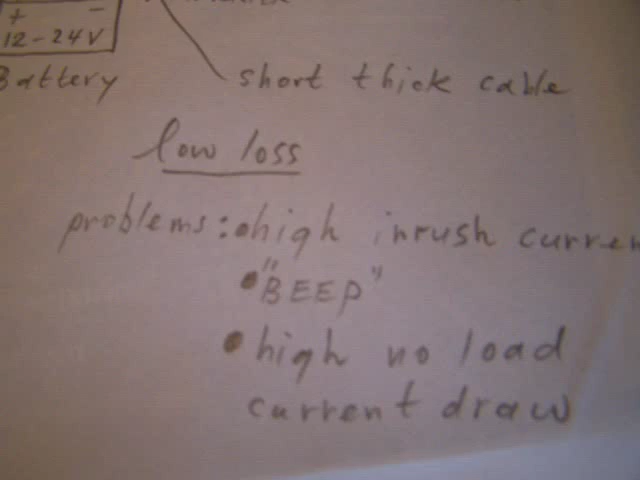 + -
12-24V
Battery
short thick cable
low loss
problems: high inrush curren
"BEEP"
high no load
current draw